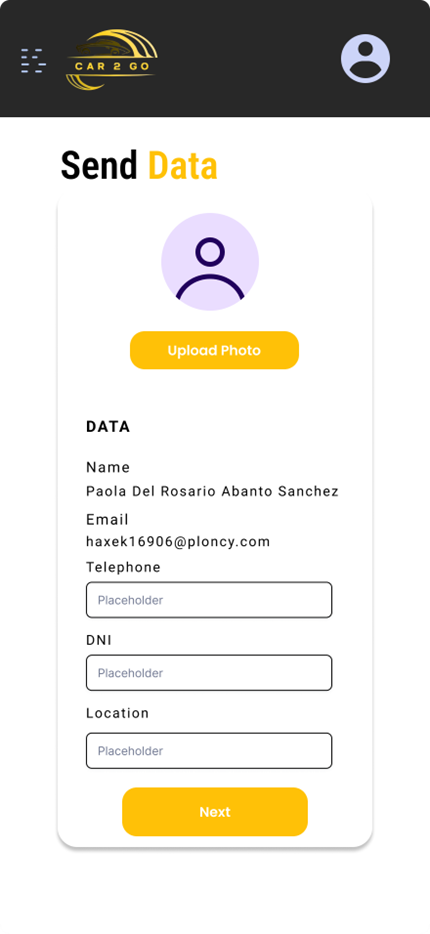 CAR 2 GO
Send Data
Upload Photo
DATA
Name
Paola Del Rosario Abanto Sanchez
Email
haxek16906@ploncy.com
Telephone
Placeholder
DNI
Placeholder
Location
Placeholder
Next